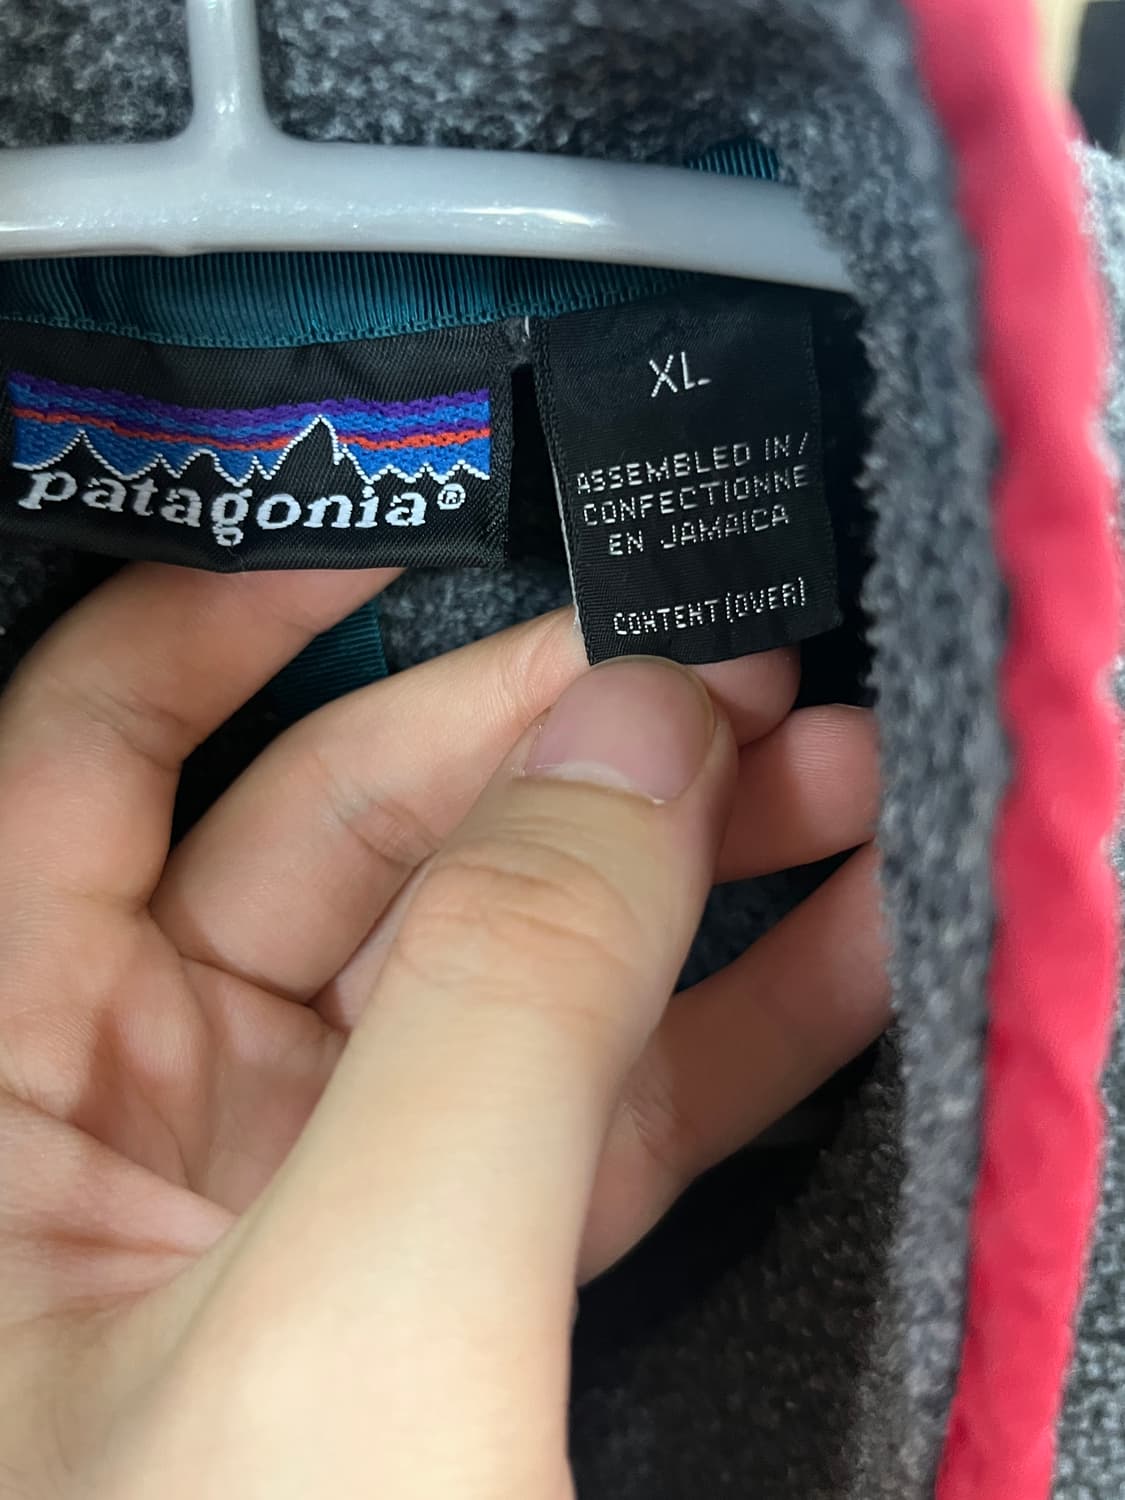 patagonia®
XL
ASSEMBLED IN /
CONFECTIONNE
EN JAMAICA
CONTENT (OVER)